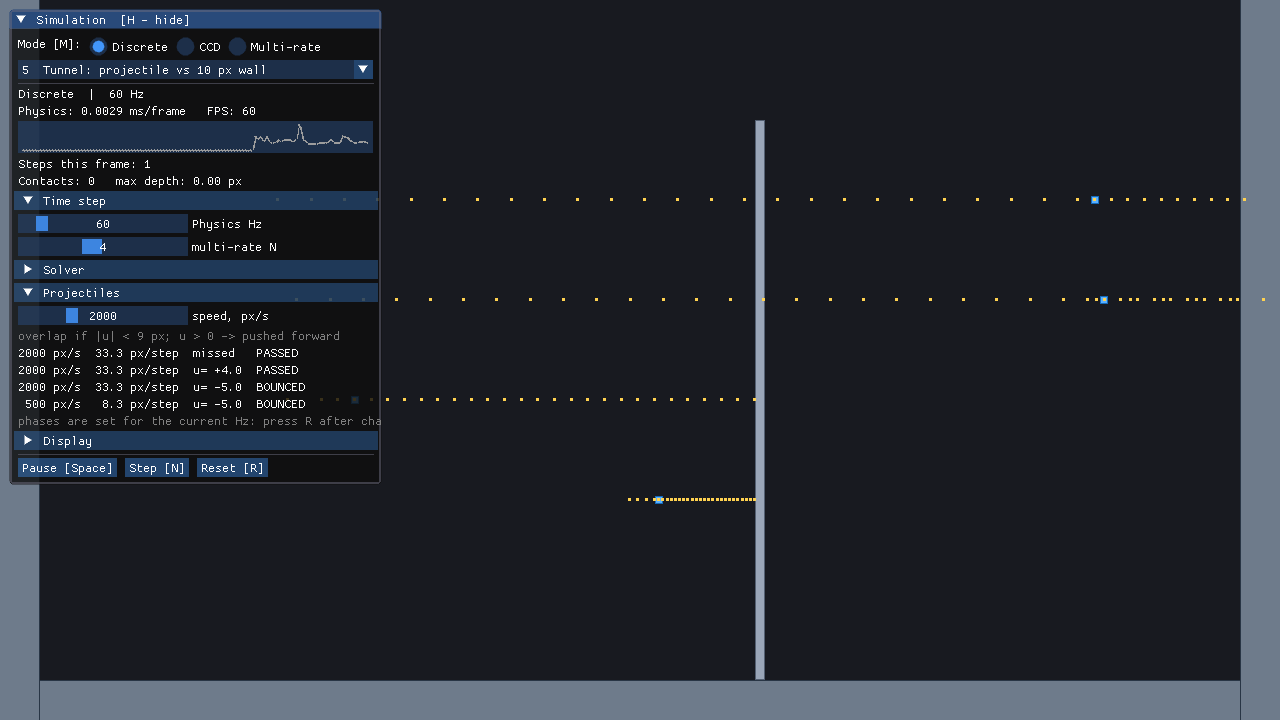 Simulation  [H - hide]
Mode [M]: Discrete CCD Multi-rate
5  Tunnel: projectile vs 10 px wall
Discrete  |  60 Hz
Physics: 0.0029 ms/frame   FPS: 60
Steps this frame: 1
Contacts: 0   max depth: 0.00 px
Time step
60 Physics Hz
4 multi-rate N
Solver
Projectiles
2000 speed, px/s
overlap if |u| < 9 px; u > 0 -> pushed forward
2000 px/s  33.3 px/step  missed   PASSED
2000 px/s  33.3 px/step  u= +4.0  PASSED
2000 px/s  33.3 px/step  u= -5.0  BOUNCED
500 px/s   8.3 px/step  u= -5.0  BOUNCED
phases are set for the current Hz: press R after cha
Display
Pause [Space] Step [N] Reset [R]